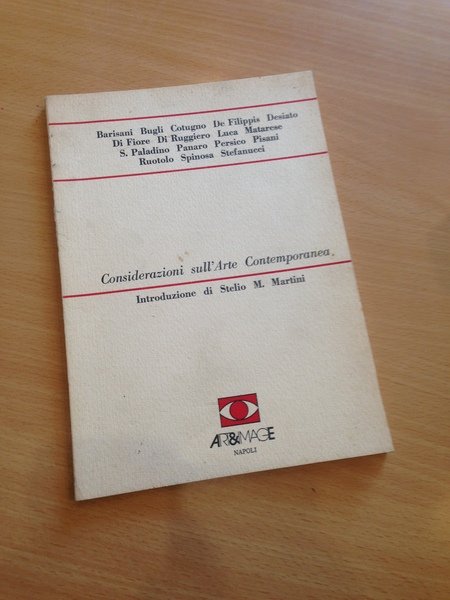 Barisani Bugli Cotugno De Filippis Desiato
Di Fiore Di Ruggiero Luca Matarese
S. Paladino Panaro Persico Pisani
Ruotolo Spinosa Stefanucci
Considerazioni sull'Arte Contemporanea
Introduzione di Stelio M. Martini
ART&IMAGE
NAPOLI